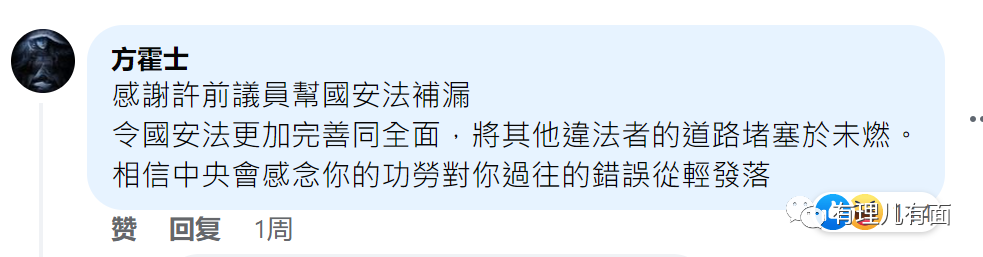 方霍士
感謝許前議員幫國安法補漏
令國安法更加完善同全面，將其他違法者的道路堵塞於未燃。
相信中央會感念你的功勞對你過往的錯誤從輕發落
赞 回复 1周
有理儿有面